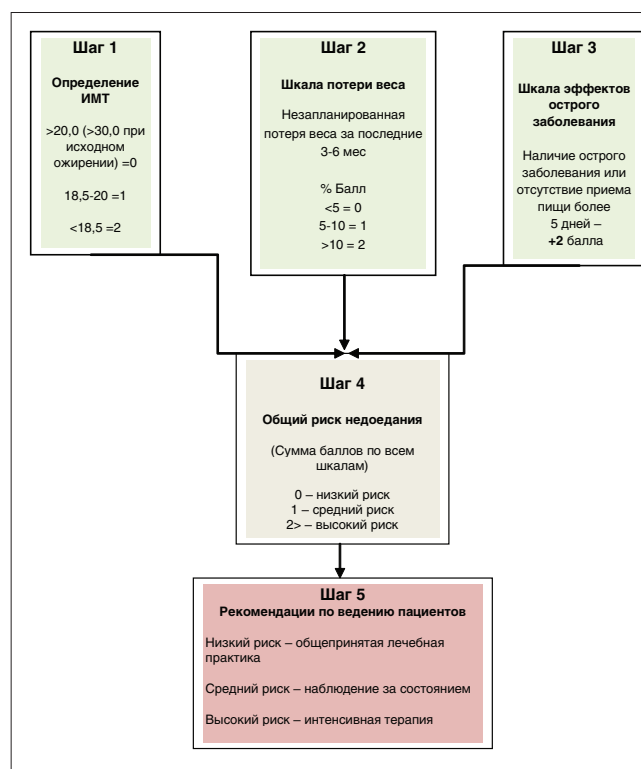 Шаг 1
Определение
ИМТ
>20,0 (>30,0 при
исходном
ожирении) =0
18,5-20 =1
<18,5 =2
Шаг 2
Шкала потери веса
Незапланированная
потеря веса за последние
3-6 мес
% Балл
<5 = 0
5-10 = 1
>10 = 2
Шаг 3
Шкала эффектов
острого
заболевания
Наличие острого
заболевания или
отсутствие приема
пищи более
5 дней –
+2 балла
Шаг 4
Общий риск недоедания
(Сумма баллов по всем
шкалам)
0 – низкий риск
1 – средний риск
2> – высокий риск
Шаг 5
Рекомендации по ведению пациентов
Низкий риск – общепринятая лечебная
практика
Средний риск – наблюдение за состоянием
Высокий риск – интенсивная терапия